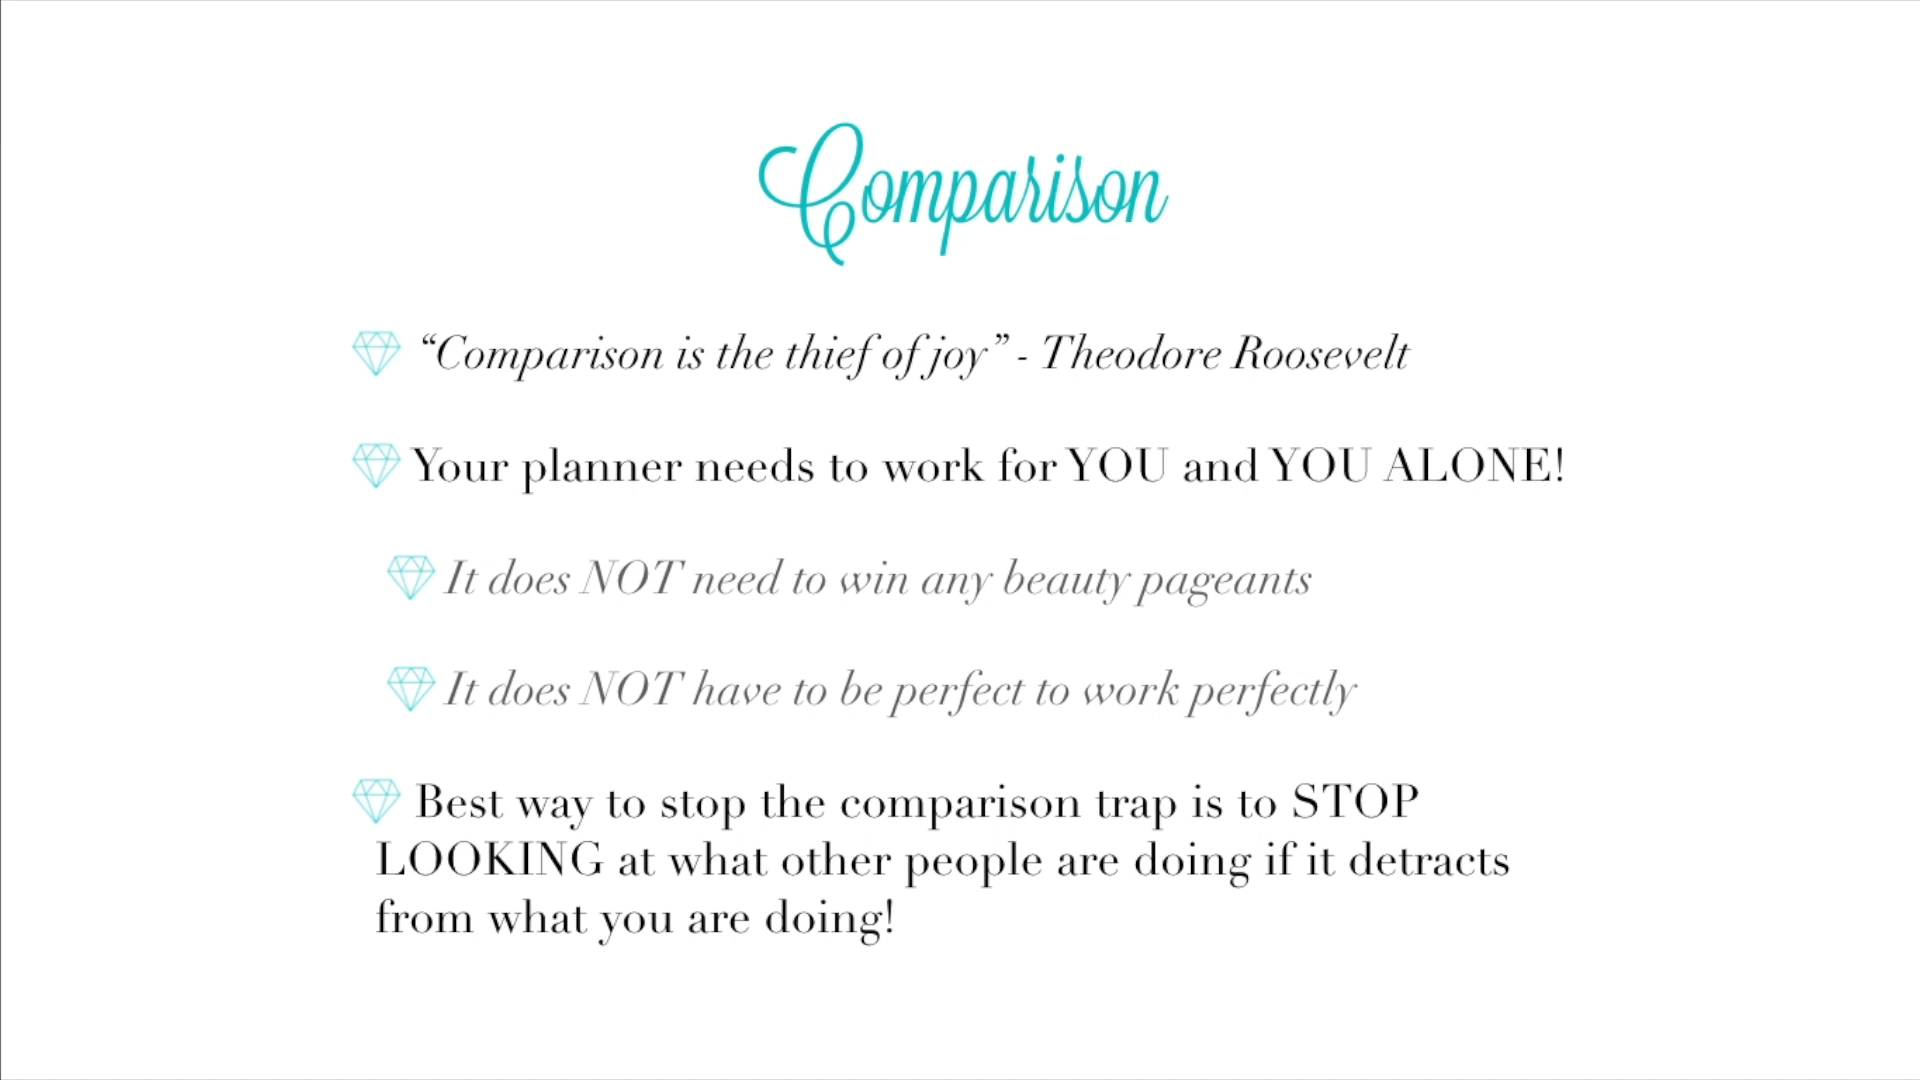 Comparison
“Comparison is the thief of joy” - Theodore Roosevelt
Your planner needs to work for YOU and YOU ALONE!
It does NOT need to win any beauty pageants
It does NOT have to be perfect to work perfectly
Best way to stop the comparison trap is to STOP
LOOKING at what other people are doing if it detracts
from what you are doing!